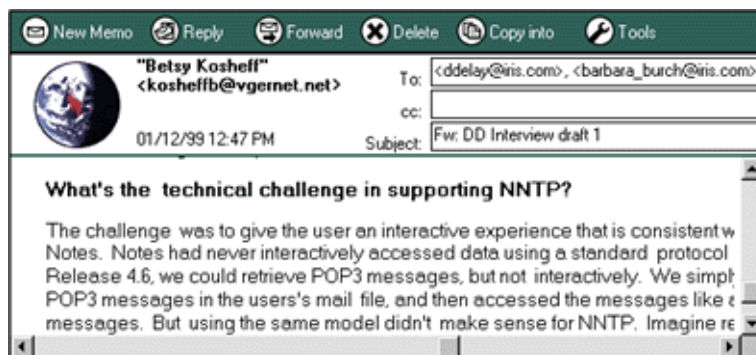 New Memo Reply Forward Delete Copy into Tools
"Betsy Kosheff"
<kosheffb@vgernet.net>
To: <ddelay@iris.com>, <barbara_burch@iris.com>
cc:
01/12/99 12:47 PM
Subject: Fw: DD Interview draft 1
What's the technical challenge in supporting NNTP?
The challenge was to give the user an interactive experience that is consistent w
Notes. Notes had never interactively accessed data using a standard protocol
Release 4.6, we could retrieve POP3 messages, but not interactively. We simpl
POP3 messages in the users's mail file, and then accessed the messages like
messages. But using the same model didn't make sense for NNTP. Imagine re